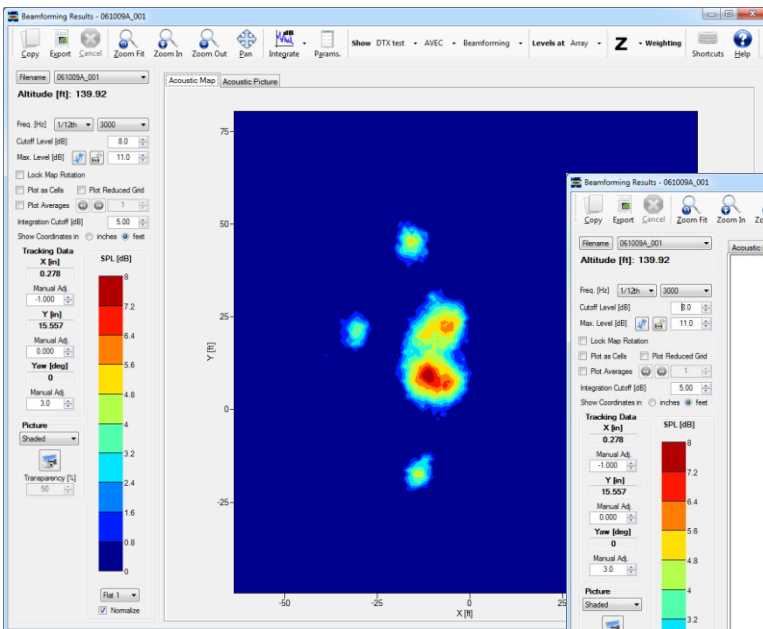 Beamforming Results - 061009A_001
Copy Export Cancel Zoom Fit Zoom In Zoom Out Pan dB Integrate Params. Show DTX test AVEC Beamforming Levels at Array Z Weighting Shortcuts Help
Filename 061009A_001
Altitude [ft]: 139.92
Freq. [Hz] 1/12th 3000
Cutoff Level [dB] 8.0
Max. Level [dB] 11.0
Lock Map Rotation
Plot as Cells Plot Reduced Grid
Plot Averages 1
Integration Cutoff [dB] 5.00
Show Coordinates in inches feet
Tracking Data
X [in]
0.278
Manual Adj.
-1.000
Y [in]
15.557
Manual Adj.
0.000
Yaw [deg]
0
Manual Adj.
3.0
Picture
Shaded
Transparency [%]
50
SPL [dB]
8
7.2
6.4
5.6
4.8
4
3.2
2.4
1.6
0.8
0
Flat 1
Normalize
Acoustic Map Acoustic Picture
75
50
25
0
-25
Y [ft]
-50 -25 0 25
X [ft]
Beamforming Results - 061009A_001
Copy Export Cancel Zoom Fit Zoom In Zoom
Filename 061009A_001
Acoustic
Altitude [ft]: 139.92
Freq. [Hz] 1/12th 3000
Cutoff Level [dB] 8.0
Max. Level [dB] 11.0
Lock Map Rotation
Plot as Cells Plot Reduced Grid
Plot Averages 1
Integration Cutoff [dB] 5.00
Show Coordinates in inches feet
Tracking Data
X [in]
0.278
Manual Adj.
-1.000
Y [in]
15.557
Manual Adj.
0.000
Yaw [deg]
0
Manual Adj.
3.0
Picture
Shaded
SPL [dB]
8
7.2
6.4
5.6
4.8
4
3.2